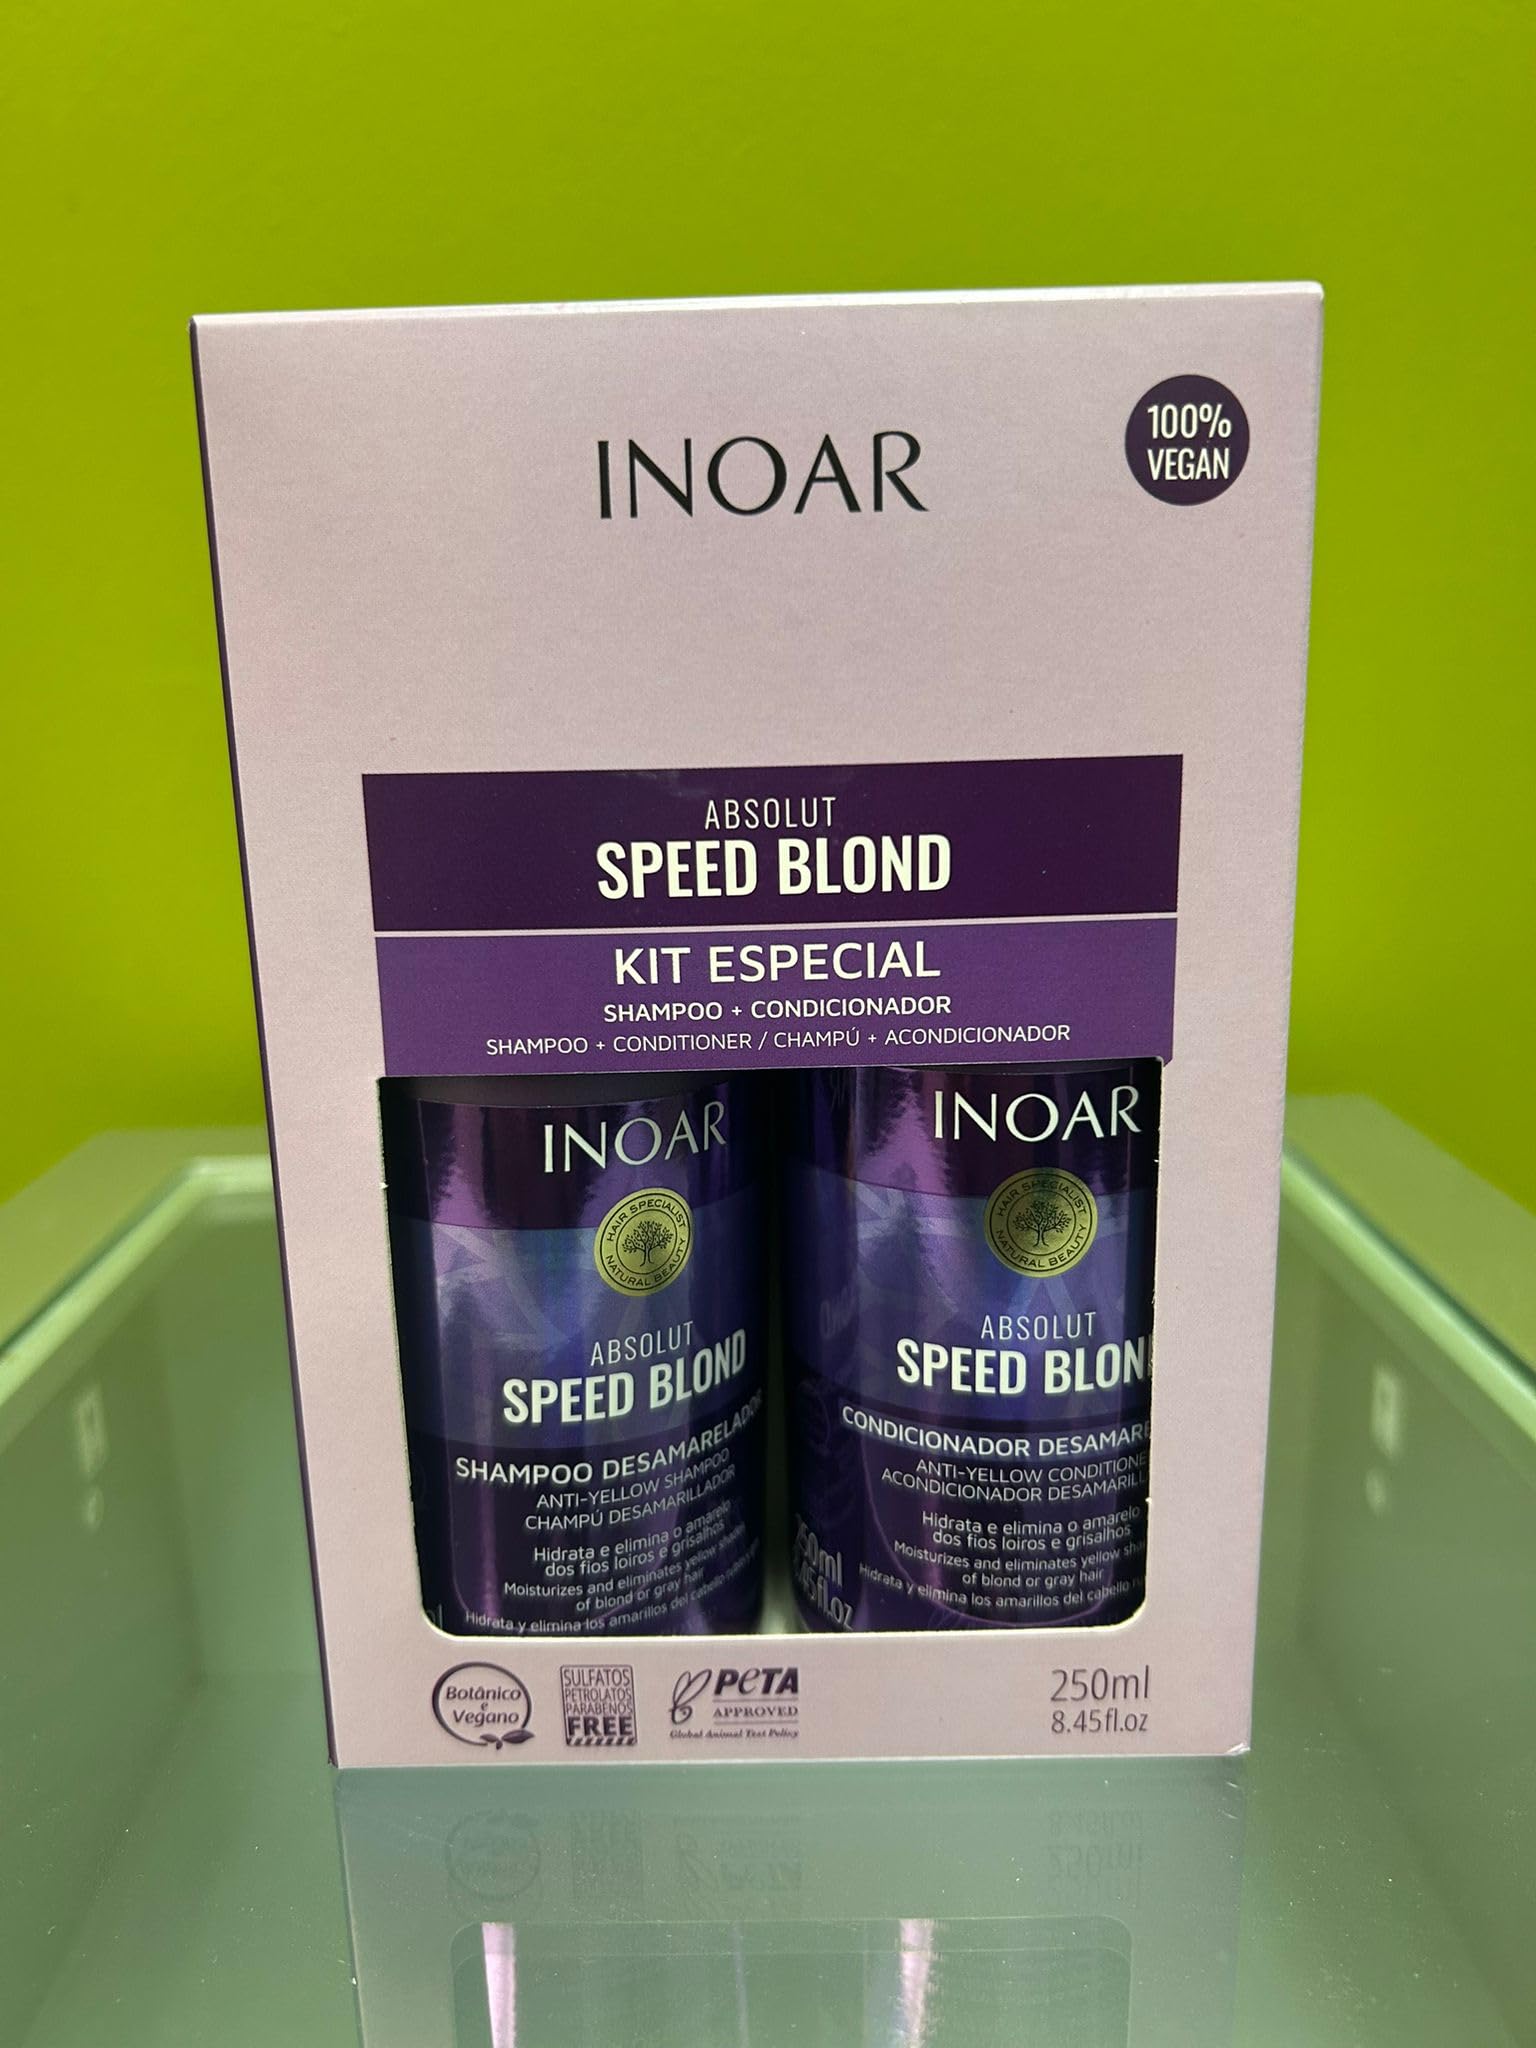 INOAR
100%
VEGAN
ABSOLUT
SPEED BLOND
KIT ESPECIAL
SHAMPOO + CONDICIONADOR
SHAMPOO + CONDITIONER / CHAMPÚ + ACONDICIONADOR
INOAR
HAIR SPECIALIST
NATURAL BEAUTY
ABSOLUT
SPEED BLOND
SHAMPOO DESAMARELADOR
ANTI-YELLOW SHAMPOO
CHAMPÚ DESAMARILLADOR
Hidrata e elimina o amarelo
dos fios loiros e grisalhos
Moisturizes and eliminates yellow shades
of blond or gray hair
Hidrata y elimina los amarillos del cabello
INOAR
HAIR SPECIALIST
NATURAL BEAUTY
ABSOLUT
SPEED BLON
CONDICIONADOR DESAMARE
ANTI-YELLOW CONDITIONE
ACONDICIONADOR DESAMARILL
Hidrata e elimina o amarelo
dos fios loiros e grisalhos
Moisturizes and eliminates yellow sha
of blond or gray hair
Hidrata y elimina los amarillos del cabello
250ml
8.45fl.oz
Botânico
e
Vegano
SULFATOS
PETROLATOS
PARABENOS
FREE
PETA
APPROVED
Global Animal Test Policy
250ml
8.45fl.oz